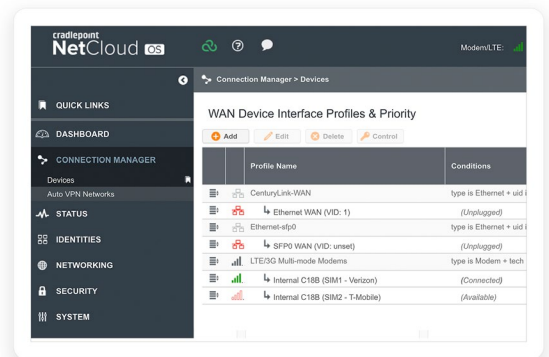 cradlepoint
NetCloud OS
Modem/LTE:
Connection Manager > Devices
QUICK LINKS
DASHBOARD
CONNECTION MANAGER
Devices
Auto VPN Networks
STATUS
IDENTITIES
NETWORKING
SECURITY
SYSTEM
WAN Device Interface Profiles & Priority
Add Edit Delete Control
Profile Name Conditions
CenturyLink-WAN type is Ethernet + uid i
Ethernet WAN (VID: 1) (Unplugged)
Ethernet-sfp0 type is Ethernet + uid i
SFP0 WAN (VID: unset) (Unplugged)
LTE/3G Multi-mode Modems type is Modem + tech
Internal C18B (SIM1 - Verizon) (Connected)
Internal C18B (SIM2 - T-Mobile) (Available)